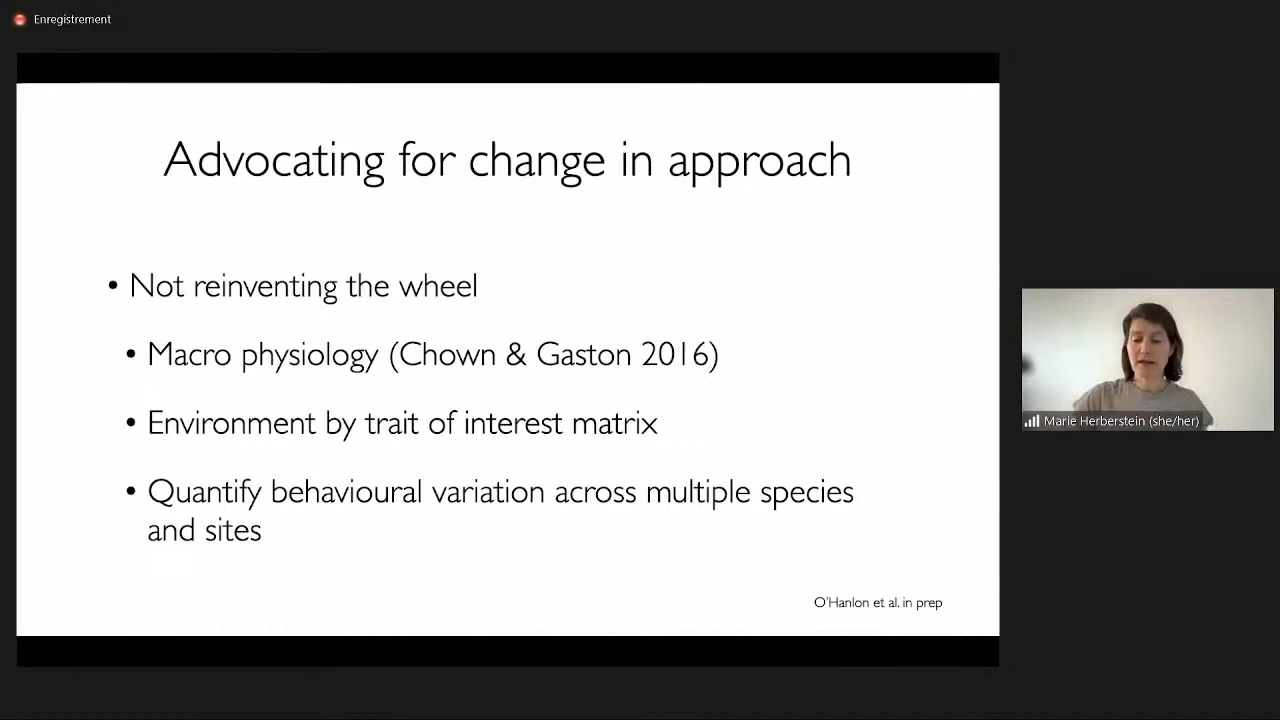 Enregistrement
Advocating for change in approach
• Not reinventing the wheel
• Macro physiology (Chown & Gaston 2016)
• Environment by trait of interest matrix
• Quantify behavioural variation across multiple species
and sites
O'Hanlon et al. in prep
Marie Herberstein (she/her)